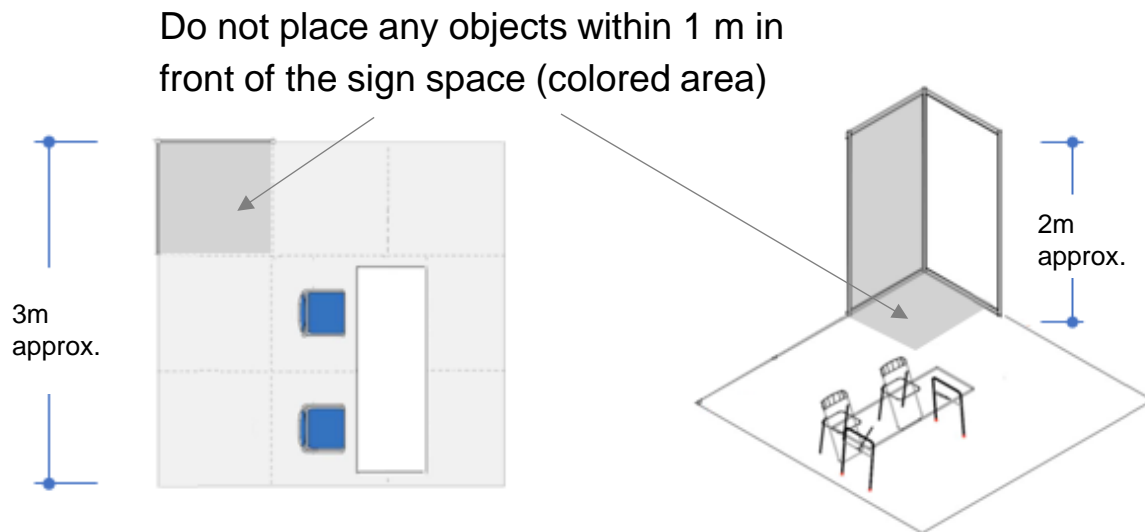 Do not place any objects within 1 m in
front of the sign space (colored area)
3m
approx.
2m
approx.